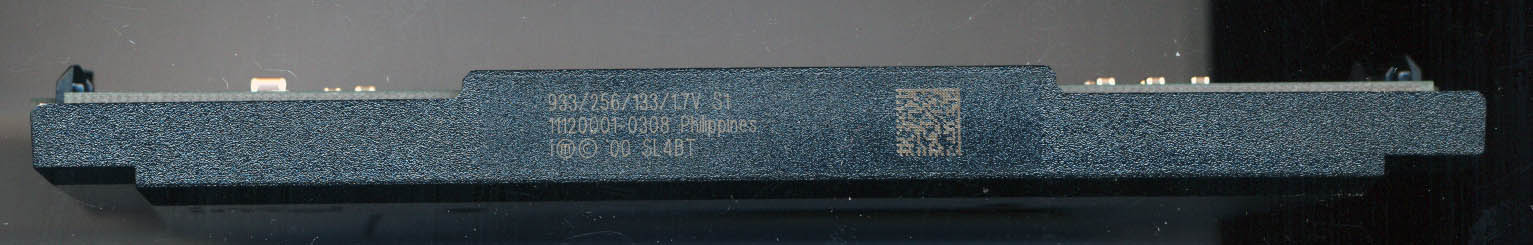 933/256/133/1.7V S1
11120001-0308 Philippines
i®© 00 SL4BT